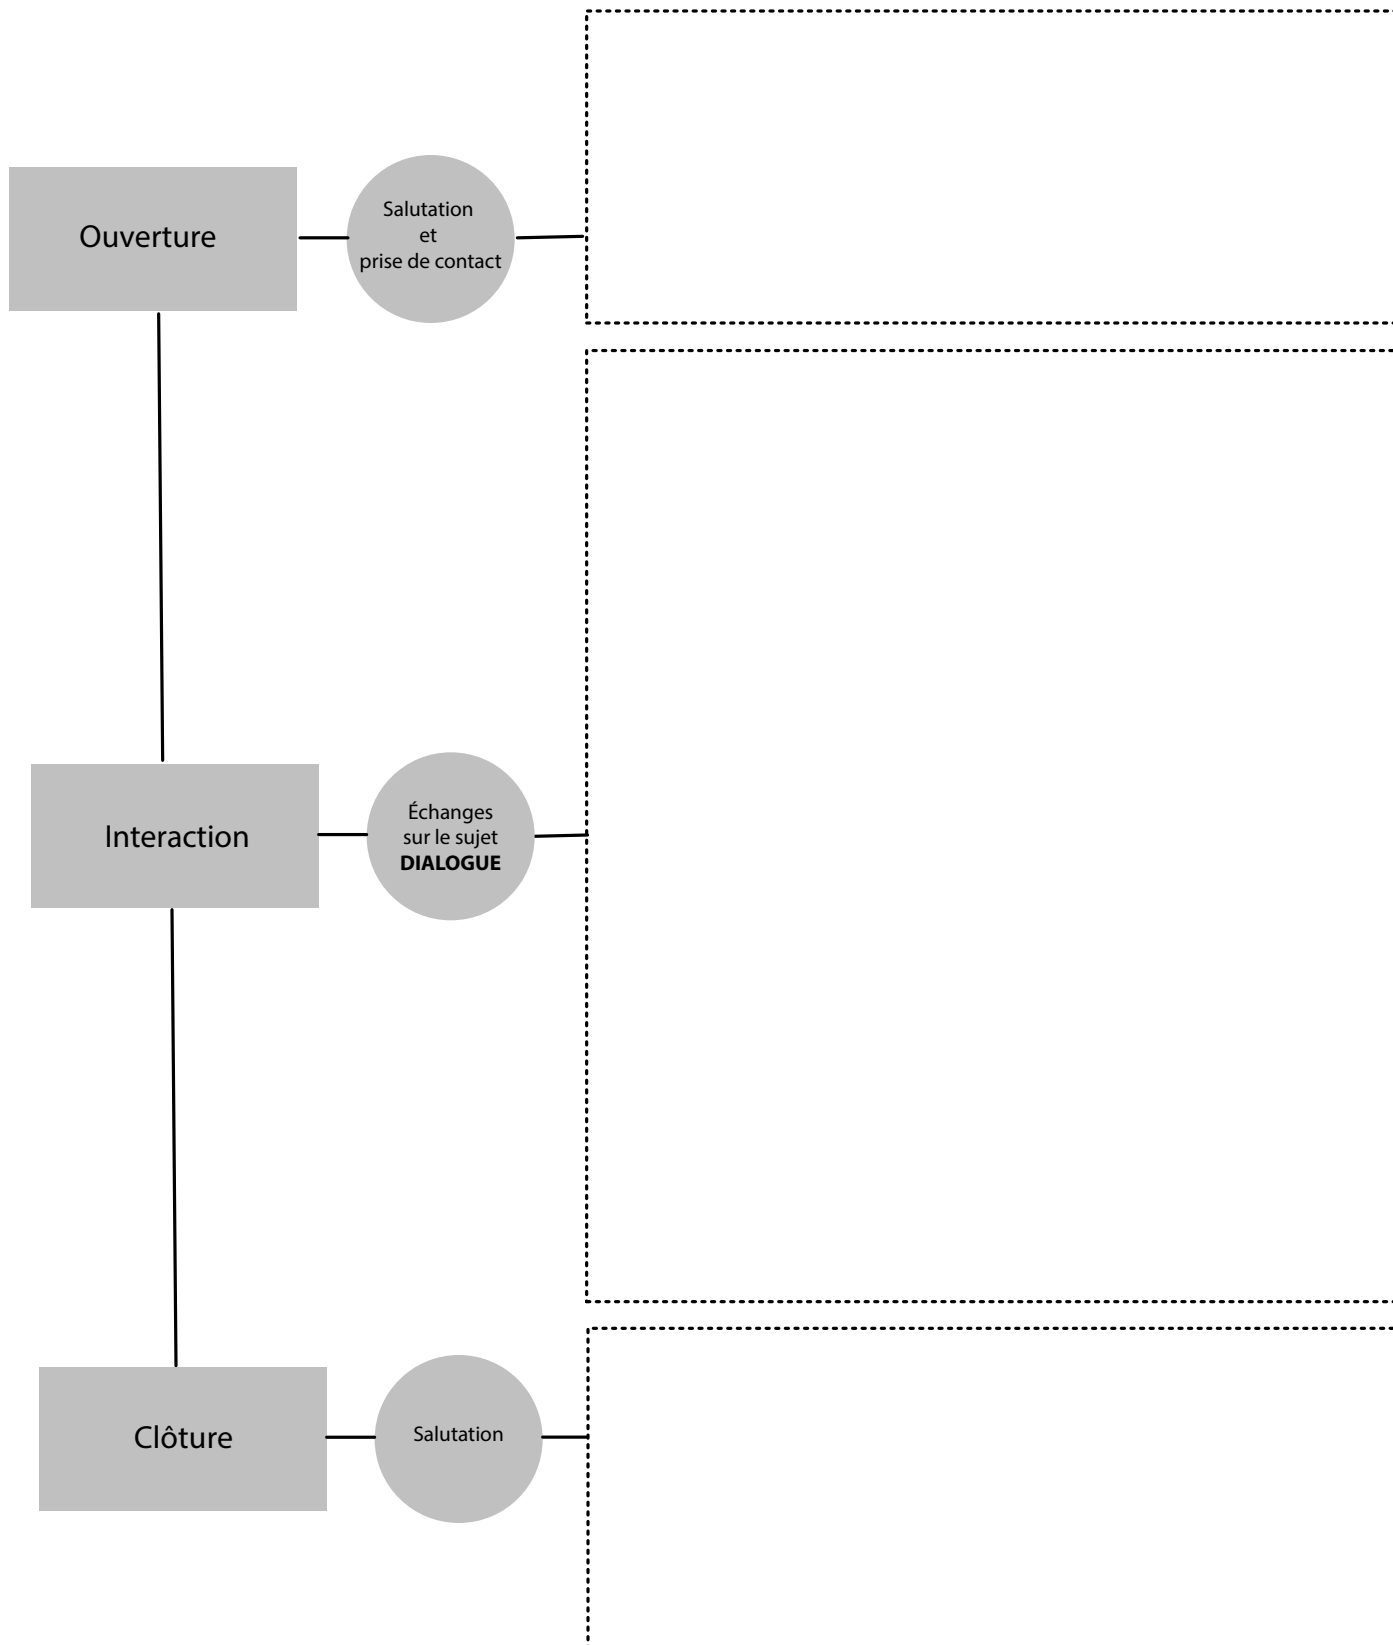 Ouverture
Salutation
et
prise de contact
Interaction
Échanges
sur le sujet
DIALOGUE
Clôture
Salutation